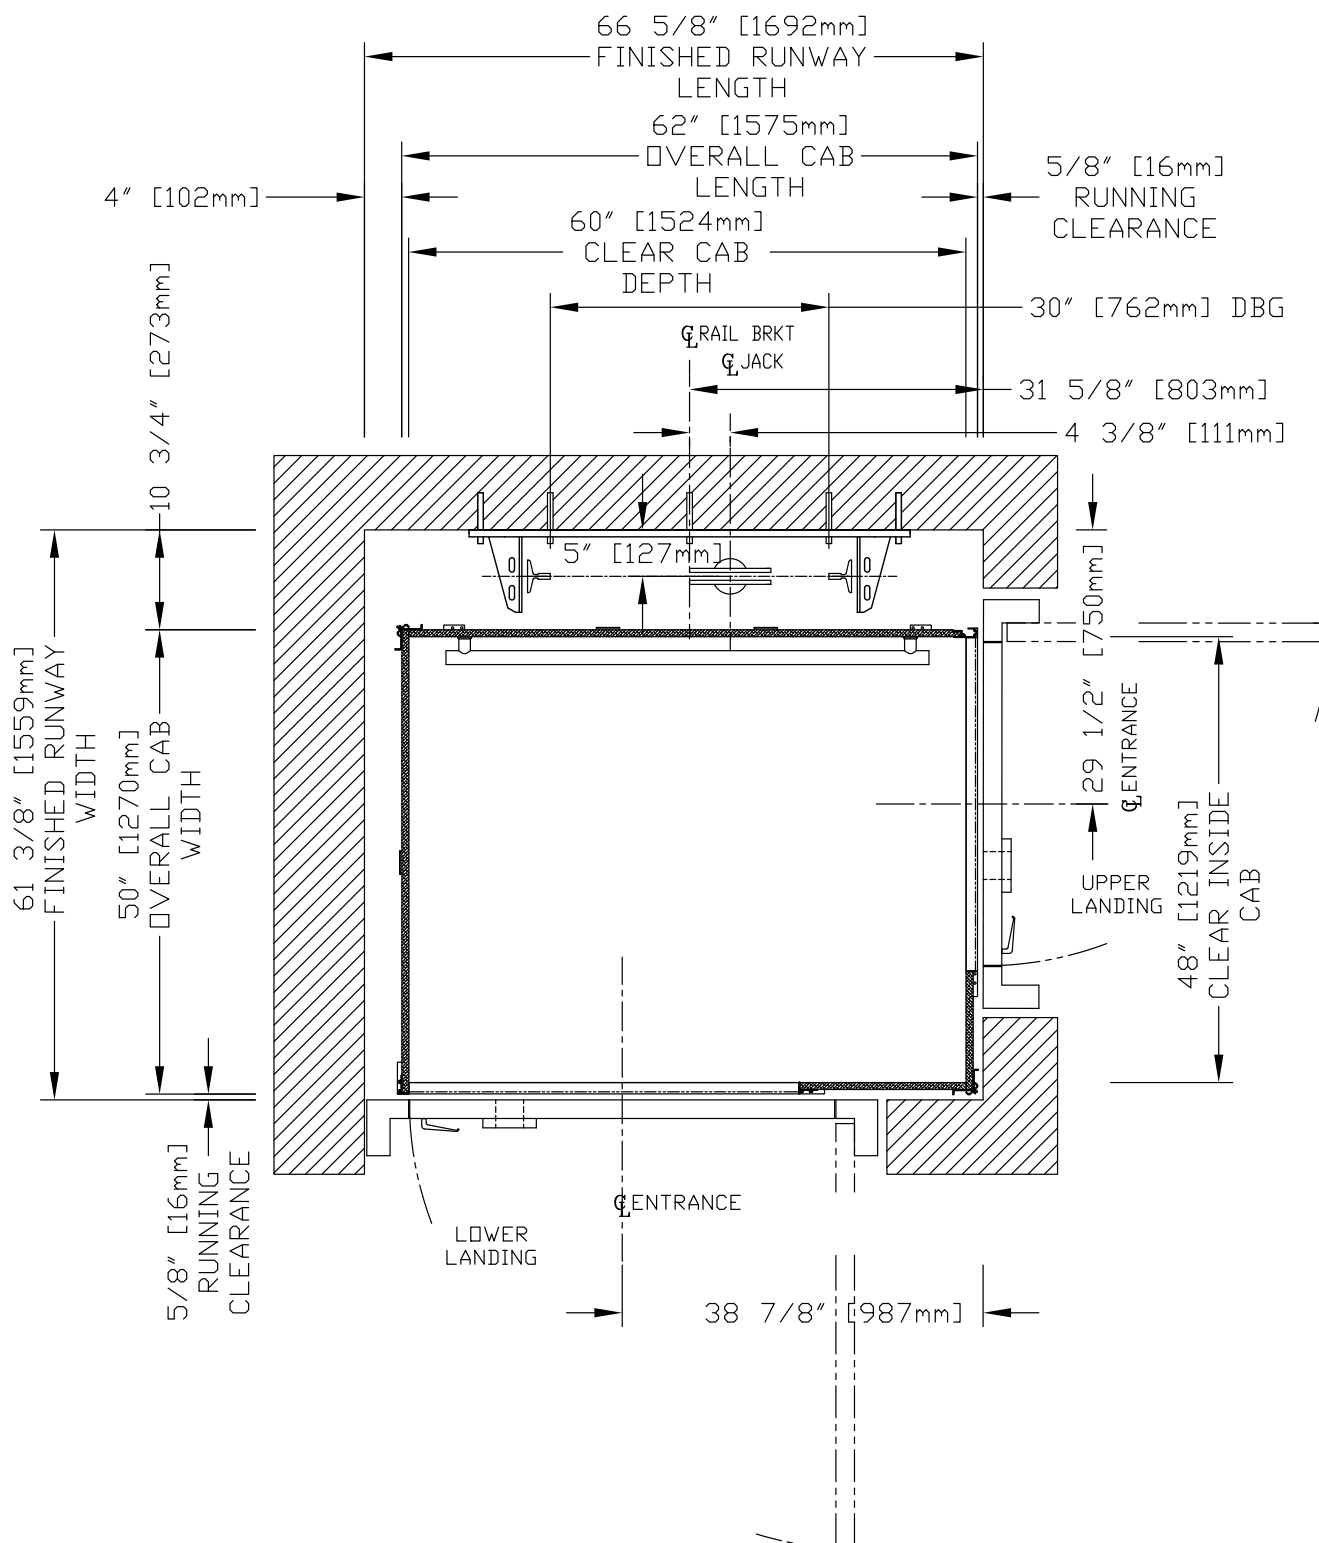 66 5/8" [1692mm]
FINISHED RUNWAY
LENGTH
62" [1575mm]
OVERALL CAB
LENGTH
5/8" [16mm]
RUNNING
CLEARANCE
4" [102mm]
60" [1524mm]
CLEAR CAB
DEPTH
30" [762mm] DBG
℄ RAIL BRKT
℄ JACK
31 5/8" [803mm]
4 3/8" [111mm]
10 3/4" [273mm]
5" [127mm]
29 1/2" [750mm]
℄ ENTRANCE
61 3/8" [1559mm]
FINISHED RUNWAY
WIDTH
50" [1270mm]
OVERALL CAB
WIDTH
48" [1219mm]
CLEAR INSIDE
CAB
UPPER
LANDING
5/8" [16mm]
RUNNING
CLEARANCE
℄ ENTRANCE
LOWER
LANDING
38 7/8" [987mm]